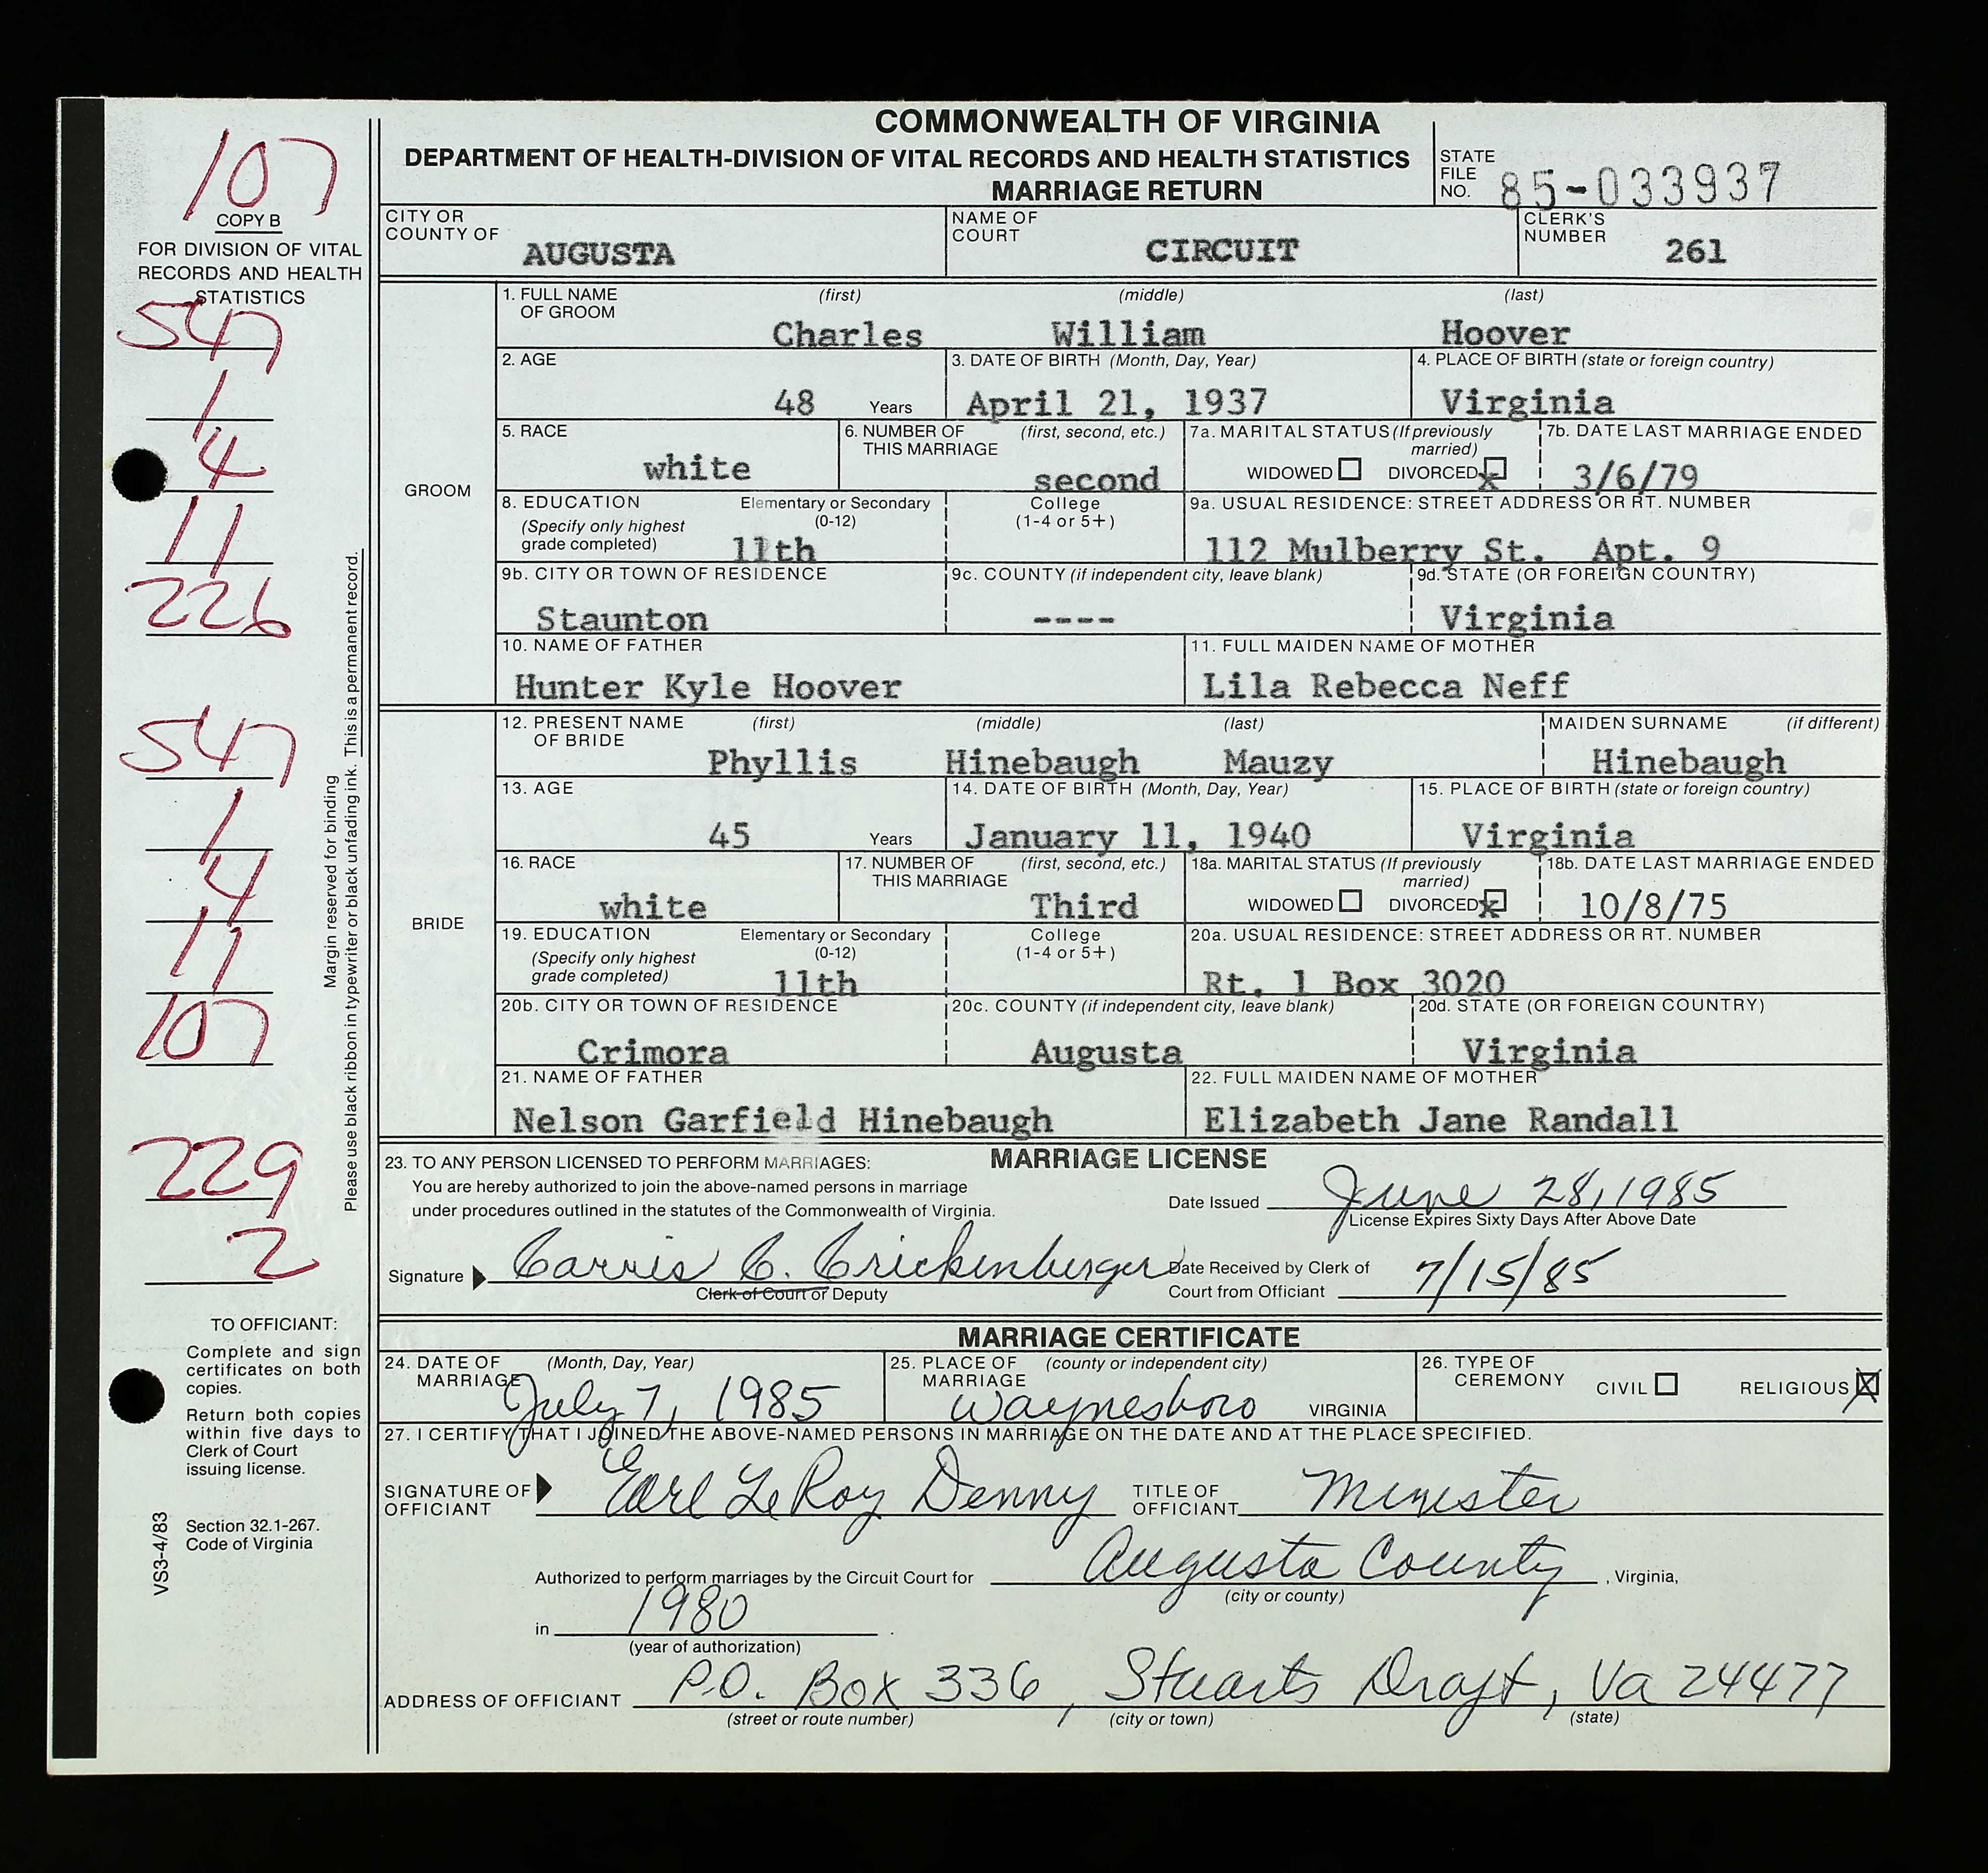 COMMONWEALTH OF VIRGINIA
DEPARTMENT OF HEALTH-DIVISION OF VITAL RECORDS AND HEALTH STATISTICS
MARRIAGE RETURN
STATE FILE NO. 85-033937
107
COPY B
FOR DIVISION OF VITAL
RECORDS AND HEALTH
STATISTICS
547
1
4
11
226
547
1
4
11
107
229
2
Margin reserved for binding
Please use black ribbon in typewriter or black unfading ink. This is a permanent record.
TO OFFICIANT:
Complete and sign
certificates on both
copies.
Return both copies
within five days to
Clerk of Court
issuing license.
Section 32.1-267.
Code of Virginia
VS3-4/83
CITY OR COUNTY OF AUGUSTA
NAME OF COURT CIRCUIT
CLERK'S NUMBER 261
GROOM
1. FULL NAME OF GROOM (first) (middle) (last)
Charles William Hoover
2. AGE 48 Years
3. DATE OF BIRTH (Month, Day, Year) April 21, 1937
4. PLACE OF BIRTH (state or foreign country) Virginia
5. RACE white
6. NUMBER OF THIS MARRIAGE (first, second, etc.) second
7a. MARITAL STATUS (If previously married) WIDOWED DIVORCED x
7b. DATE LAST MARRIAGE ENDED 3/6/79
8. EDUCATION (Specify only highest grade completed) Elementary or Secondary (0-12) 11th
College (1-4 or 5+)
9a. USUAL RESIDENCE: STREET ADDRESS OR RT. NUMBER 112 Mulberry St. Apt. 9
9b. CITY OR TOWN OF RESIDENCE Staunton
9c. COUNTY (if independent city, leave blank) ----
9d. STATE (OR FOREIGN COUNTRY) Virginia
10. NAME OF FATHER Hunter Kyle Hoover
11. FULL MAIDEN NAME OF MOTHER Lila Rebecca Neff
BRIDE
12. PRESENT NAME OF BRIDE (first) (middle) (last) MAIDEN SURNAME (if different)
Phyllis Hinebaugh Mauzy Hinebaugh
13. AGE 45 Years
14. DATE OF BIRTH (Month, Day, Year) January 11, 1940
15. PLACE OF BIRTH (state or foreign country) Virginia
16. RACE white
17. NUMBER OF THIS MARRIAGE (first, second, etc.) Third
18a. MARITAL STATUS (If previously married) WIDOWED DIVORCED x
18b. DATE LAST MARRIAGE ENDED 10/8/75
19. EDUCATION (Specify only highest grade completed) Elementary or Secondary (0-12) 11th
College (1-4 or 5+)
20a. USUAL RESIDENCE: STREET ADDRESS OR RT. NUMBER Rt. 1 Box 3020
20b. CITY OR TOWN OF RESIDENCE Crimora
20c. COUNTY (if independent city, leave blank) Augusta
20d. STATE (OR FOREIGN COUNTRY) Virginia
21. NAME OF FATHER Nelson Garfield Hinebaugh
22. FULL MAIDEN NAME OF MOTHER Elizabeth Jane Randall
MARRIAGE LICENSE
23. TO ANY PERSON LICENSED TO PERFORM MARRIAGES:
You are hereby authorized to join the above-named persons in marriage
under procedures outlined in the statutes of the Commonwealth of Virginia.
Date Issued June 28, 1985
License Expires Sixty Days After Above Date
Signature Carris C. Crickenberger
Clerk of Court or Deputy
Date Received by Clerk of Court from Officiant 7/15/85
MARRIAGE CERTIFICATE
24. DATE OF MARRIAGE (Month, Day, Year) July 7, 1985
25. PLACE OF MARRIAGE (county or independent city) Waynesboro VIRGINIA
26. TYPE OF CEREMONY CIVIL RELIGIOUS X
27. I CERTIFY THAT I JOINED THE ABOVE-NAMED PERSONS IN MARRIAGE ON THE DATE AND AT THE PLACE SPECIFIED.
SIGNATURE OF OFFICIANT Earl LeRoy Denny
TITLE OF OFFICIANT Minister
Authorized to perform marriages by the Circuit Court for Augusta County, Virginia,
(city or county)
in 1980.
(year of authorization)
ADDRESS OF OFFICIANT P.O. Box 336, Stuarts Draft, Va 24477
(street or route number) (city or town) (state)